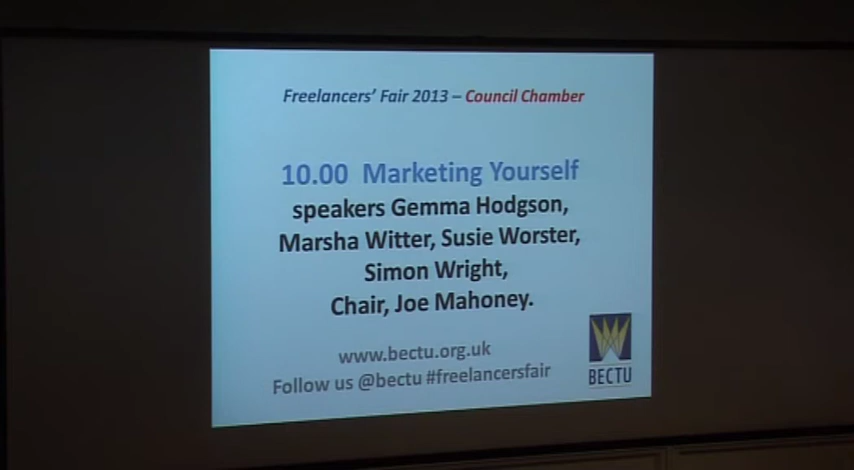 Freelancers' Fair 2013 – Council Chamber
10.00 Marketing Yourself
speakers Gemma Hodgson,
Marsha Witter, Susie Worster,
Simon Wright,
Chair, Joe Mahoney.
www.bectu.org.uk
Follow us @bectu #freelancersfair
BECTU